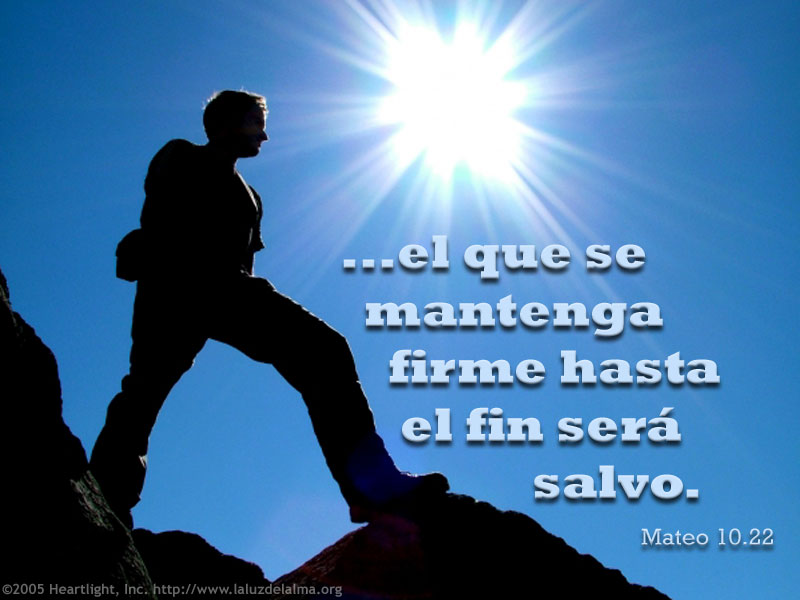 ...el que se
mantenga
firme hasta
el fin será
salvo.
Mateo 10.22
©2005 Heartlight, Inc. http://www.laluzdelalma.org